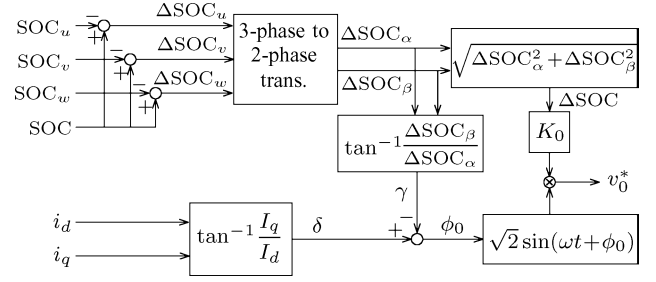 SOC_u − + ΔSOC_u
SOC_v − + ΔSOC_v
SOC_w − + ΔSOC_w
SOC
3-phase to
2-phase
trans.
ΔSOC_α
ΔSOC_β
√ΔSOC_α^2+ΔSOC_β^2
ΔSOC
K_0
tan^{-1} ΔSOC_β/ΔSOC_α
γ
v_0^*
i_d
i_q
tan^{-1} I_q/I_d
δ
+ −
ϕ_0
√2 sin(ωt+ϕ_0)